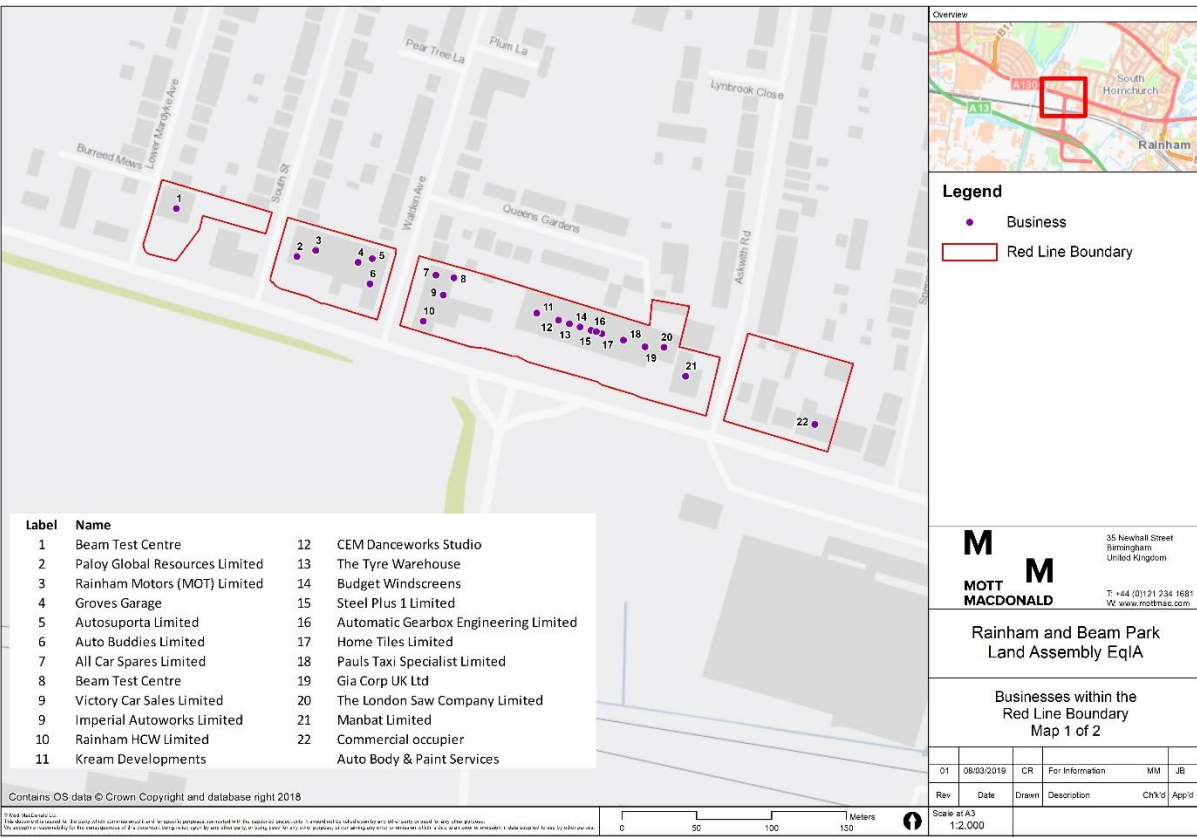 Pear Tree La
Plum La
Lynbrook Close
Lower Mardyke Ave
Burreed Mews
South St
Walden Ave
Queens Gardens
Askwith Rd
1
2
3
4
5
6
7
8
9
10
11
12
13
14
15
16
17
18
19
20
21
22
Label Name
1 Beam Test Centre
2 Paloy Global Resources Limited
3 Rainham Motors (MOT) Limited
4 Groves Garage
5 Autosuporta Limited
6 Auto Buddies Limited
7 All Car Spares Limited
8 Beam Test Centre
9 Victory Car Sales Limited
9 Imperial Autoworks Limited
10 Rainham HCW Limited
11 Kream Developments
12 CEM Danceworks Studio
13 The Tyre Warehouse
14 Budget Windscreens
15 Steel Plus 1 Limited
16 Automatic Gearbox Engineering Limited
17 Home Tiles Limited
18 Pauls Taxi Specialist Limited
19 Gia Corp UK Ltd
20 The London Saw Company Limited
21 Manbat Limited
22 Commercial occupier
Auto Body & Paint Services
Contains OS data © Crown Copyright and database right 2018
0 50 100 150
Meters
Overview
A13
South
Hornchurch
Rainham
Legend
Business
Red Line Boundary
M
M
MOTT
MACDONALD
35 Newhall Street
Birmingham
United Kingdom
T: +44 (0)121 234 1681
W: www.mottmac.com
Rainham and Beam Park
Land Assembly EqIA
Businesses within the
Red Line Boundary
Map 1 of 2
01 08/03/2019 CR For Information MM JB
Rev Date Drawn Description Ch'k'd App'd
Scale at A3
1:2,000